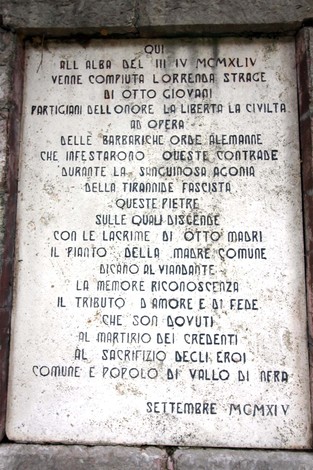 QUI
ALL ALBA DEL III IV MCMXLIV
VENNE COMPIUTA L'ORRENDA STRAGE
DI OTTO GIOVANI
PARTIGIANI DELL'ONORE LA LIBERTA LA CIVILTA
AD OPERA
DELLE BARBARICHE ORDE ALEMANNE
CHE INFESTARONO QUESTE CONTRADE
DURANTE LA SANGUINOSA AGONIA
DELLA TIRANNIDE FASCISTA
QUESTE PIETRE
SULLE QUALI DISCENDE
CON LE LACRIME DI OTTO MADRI
IL PIANTO DELLA MADRE COMUNE
DICANO AL VIANDANTE
LA MEMORE RICONOSCENZA
IL TRIBUTO D'AMORE E DI FEDE
CHE SON DOVUTI
AL MARTIRIO DEI CREDENTI
AL SACRIFIZIO DEGLI EROI
COMUNE E POPOLO DI VALLO DI NERA
SETTEMBRE MCMXLV